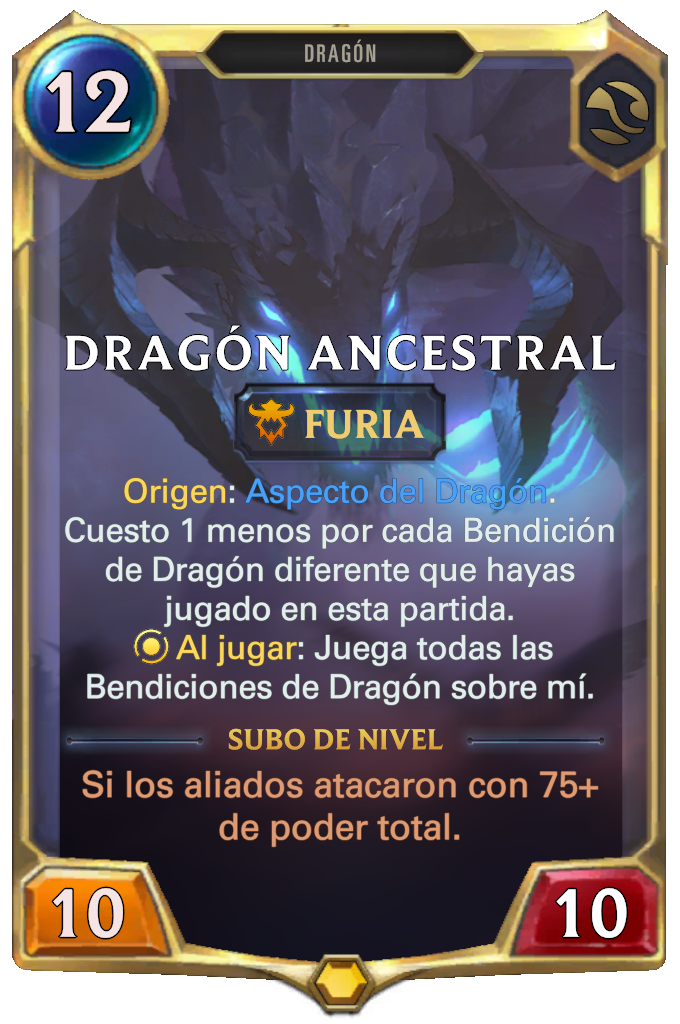 DRAGÓN
12
DRAGÓN ANCESTRAL
FURIA
Origen: Aspecto del Dragón.
Cuesto 1 menos por cada Bendición
de Dragón diferente que hayas
jugado en esta partida.
Al jugar: Juega todas las
Bendiciones de Dragón sobre mí.
SUBO DE NIVEL
Si los aliados atacaron con 75+
de poder total.
10
10